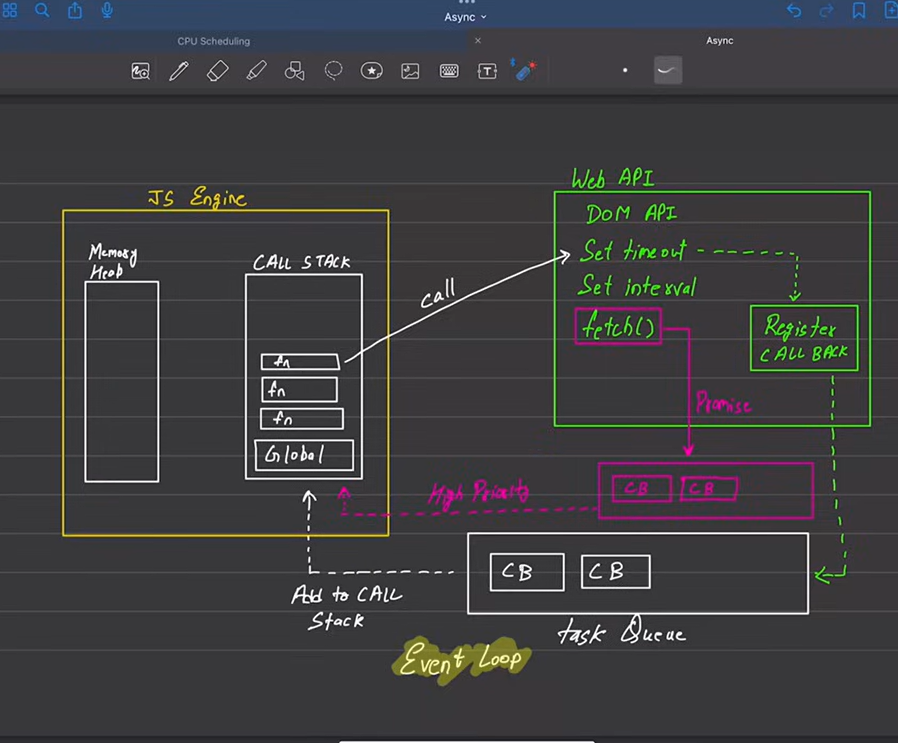 Async
CPU Scheduling
Async
JS Engine
Memory
Heab
CALL STACK
fn
fn
fn
Global
call
Web API
DOM API
Set timeout
Set interval
fetch()
Register
CALL BACK
Promise
CB CB
High Priority
CB CB
Add to CALL
Stack
task Queue
Event Loop